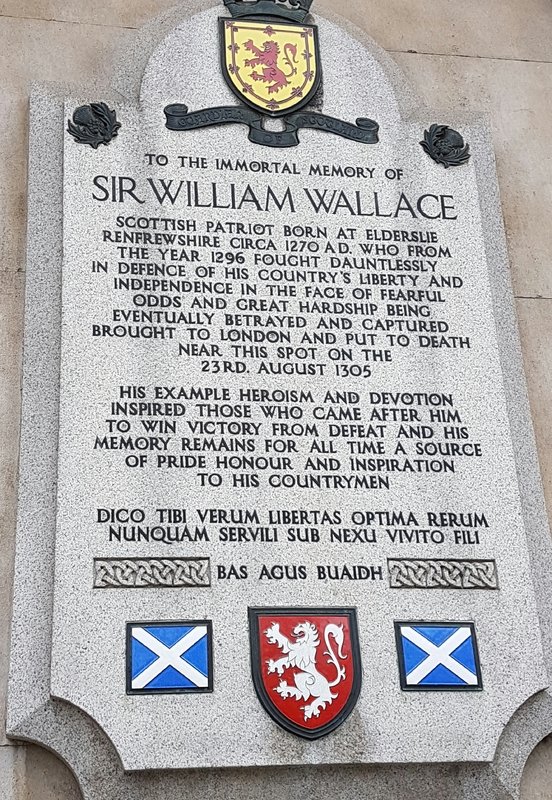 GUARDIAN OF SCOTLAND
TO THE IMMORTAL MEMORY OF
SIR WILLIAM WALLACE
SCOTTISH PATRIOT BORN AT ELDERSLIE
RENFREWSHIRE CIRCA 1270 A.D. WHO FROM
THE YEAR 1296 FOUGHT DAUNTLESSLY
IN DEFENCE OF HIS COUNTRY'S LIBERTY AND
INDEPENDENCE IN THE FACE OF FEARFUL
ODDS AND GREAT HARDSHIP BEING
EVENTUALLY BETRAYED AND CAPTURED
BROUGHT TO LONDON AND PUT TO DEATH
NEAR THIS SPOT ON THE
23RD. AUGUST 1305
HIS EXAMPLE HEROISM AND DEVOTION
INSPIRED THOSE WHO CAME AFTER HIM
TO WIN VICTORY FROM DEFEAT AND HIS
MEMORY REMAINS FOR ALL TIME A SOURCE
OF PRIDE HONOUR AND INSPIRATION
TO HIS COUNTRYMEN
DICO TIBI VERUM LIBERTAS OPTIMA RERUM
NUNQUAM SERVILI SUB NEXU VIVITO FILI
BAS AGUS BUAIDH